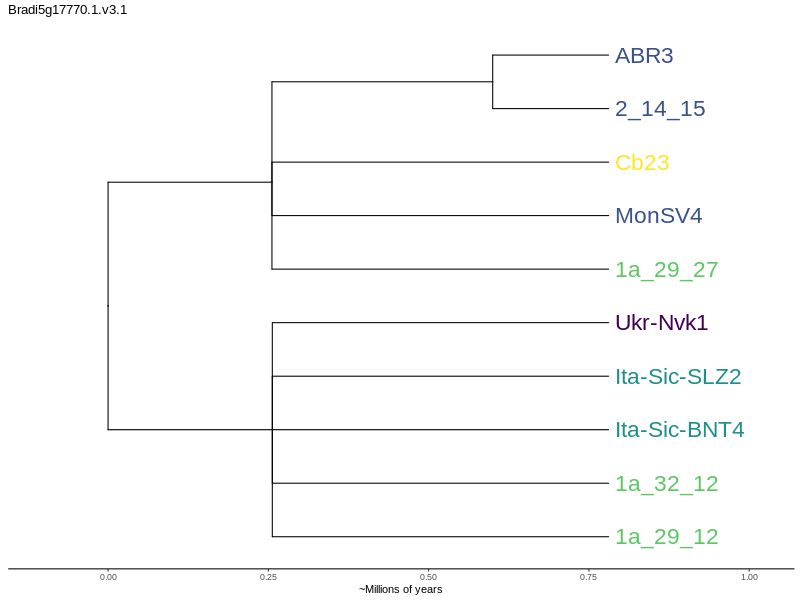 Bradi5g17770.1.v3.1
ABR3
2_14_15
Cb23
MonSV4
1a_29_27
Ukr-Nvk1
Ita-Sic-SLZ2
Ita-Sic-BNT4
1a_32_12
1a_29_12
0.00 0.25 0.50 0.75 1.00
~Millions of years